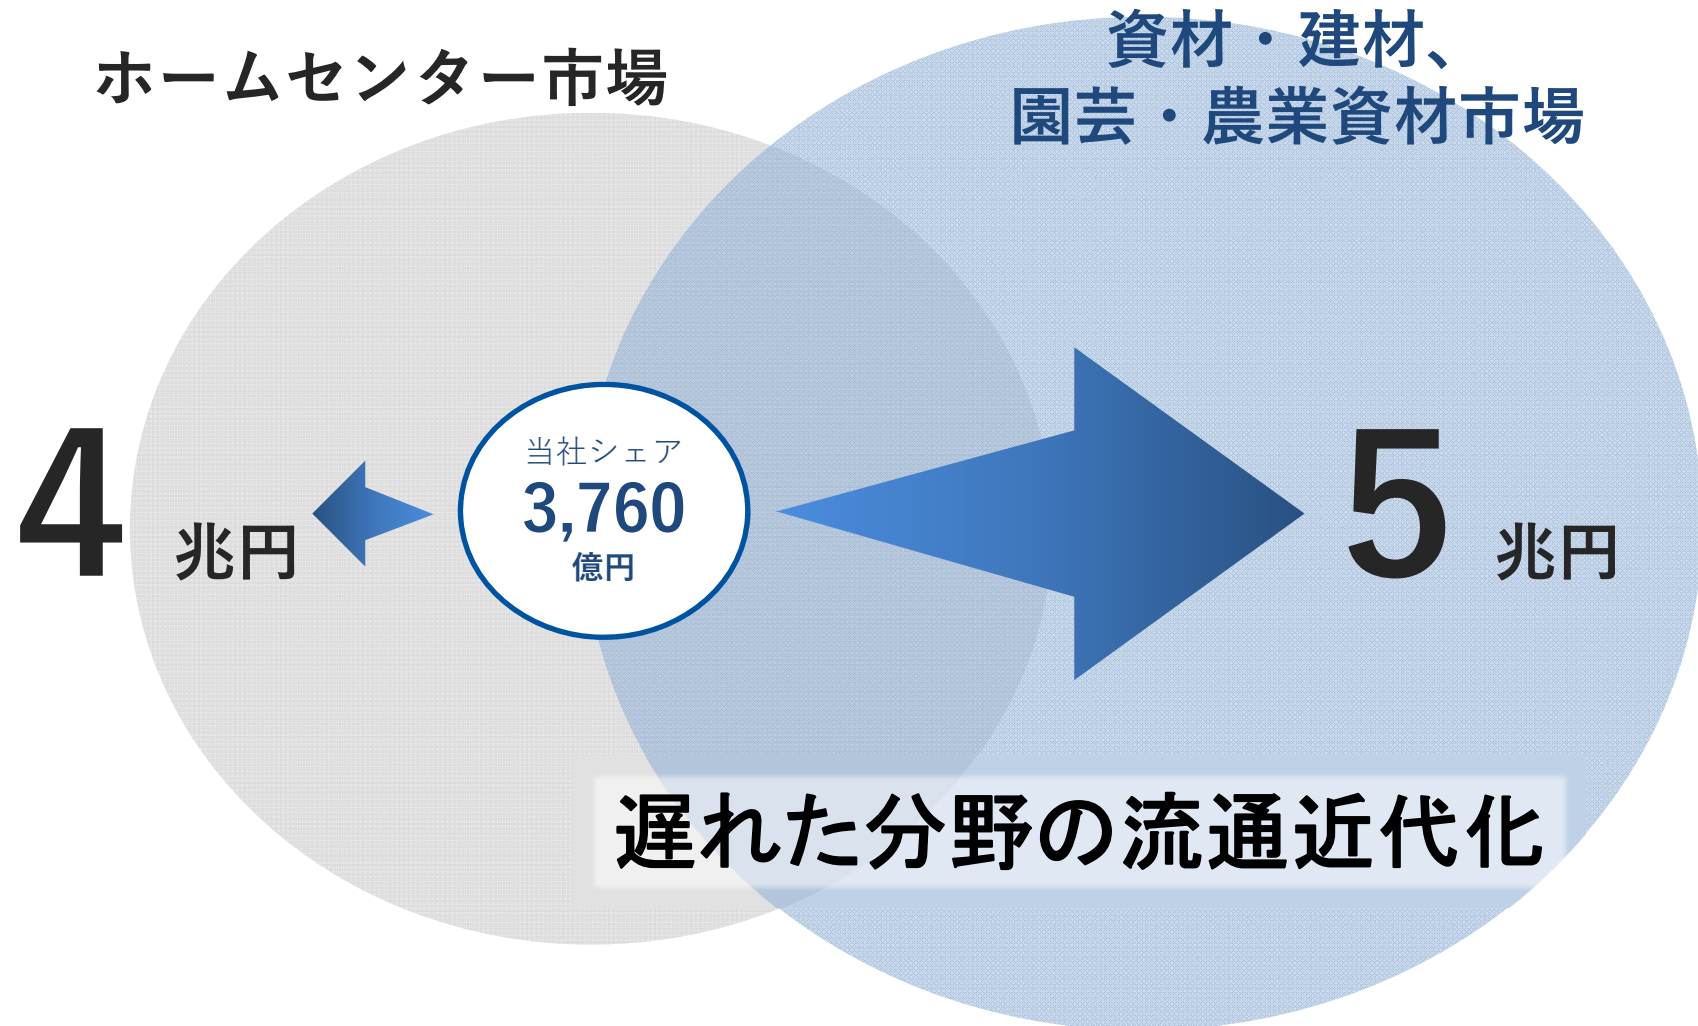 ホームセンター市場
資材・建材、
園芸・農業資材市場
4 兆円
当社シェア
3,760
億円
5 兆円
遅れた分野の流通近代化